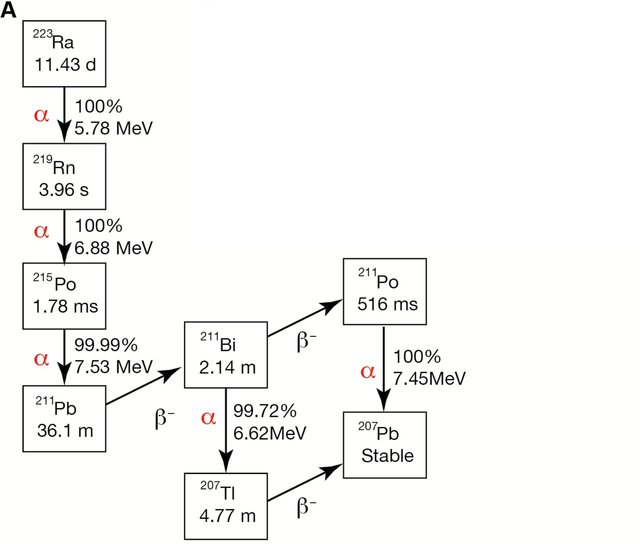 A
²²³Ra
11.43 d
α
100%
5.78 MeV
²¹⁹Rn
3.96 s
α
100%
6.88 MeV
²¹⁵Po
1.78 ms
α
99.99%
7.53 MeV
²¹¹Pb
36.1 m
β⁻
²¹¹Bi
2.14 m
β⁻
²¹¹Po
516 ms
α
99.72%
6.62MeV
α
100%
7.45MeV
²⁰⁷Tl
4.77 m
β⁻
²⁰⁷Pb
Stable